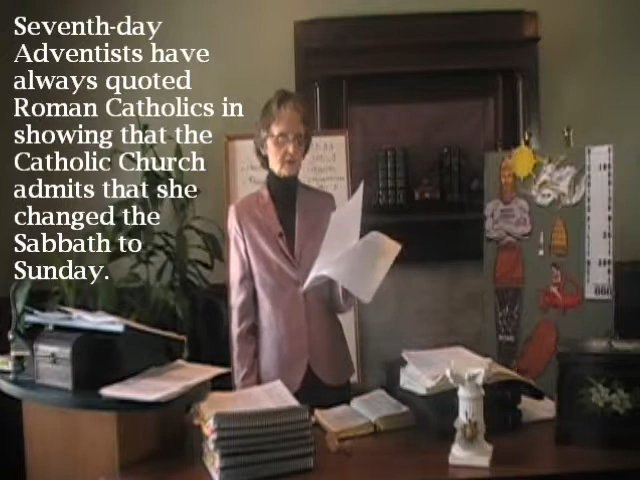 Seventh-day
Adventists have
always quoted
Roman Catholics in
showing that the
Catholic Church
admits that she
changed the
Sabbath to
Sunday.